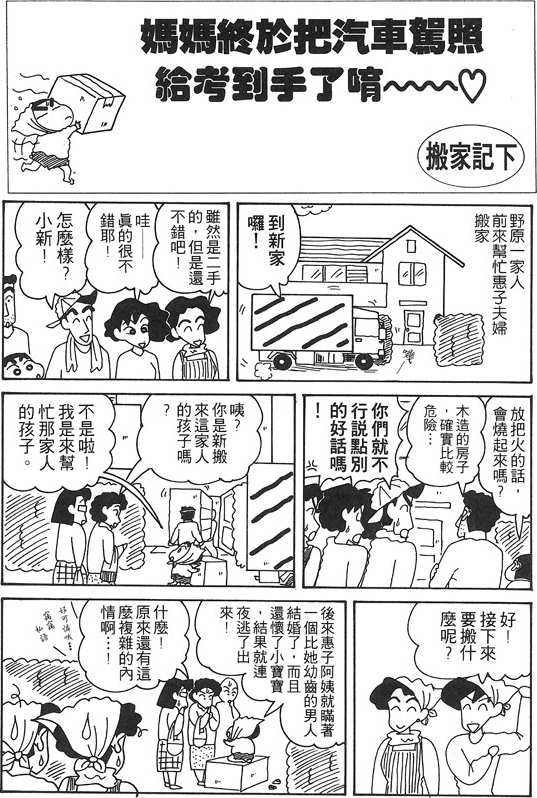 媽媽終於把汽車駕照
給考到手了唷~~~♡
搬家記下
野原一家人
前來幫忙惠子夫婦
搬家
到新家
囉!
雖然是二手
的,但是還
不錯吧!
哇——
真的很不
錯耶!
怎麼樣?
小新!
放把火的話,
會燒起來嗎?
木造的房子
,確實比較
危險…
你們就不
行說點別
的好話嗎
!
咦?
你是新搬
來這家人
的孩子嗎
?
不是啦!
我是來幫
忙那家人
的孩子。
好!
接下來
要搬什
麼呢?
後來惠子阿姨就瞞著
一個比她幼齒的男人
結婚了,而且
還懷了小寶寶
,結果就連
夜逃了出
來!
什麼!
原來還有這
麼複雜的內
情啊…!
好可憐哦…
竊竊
私語